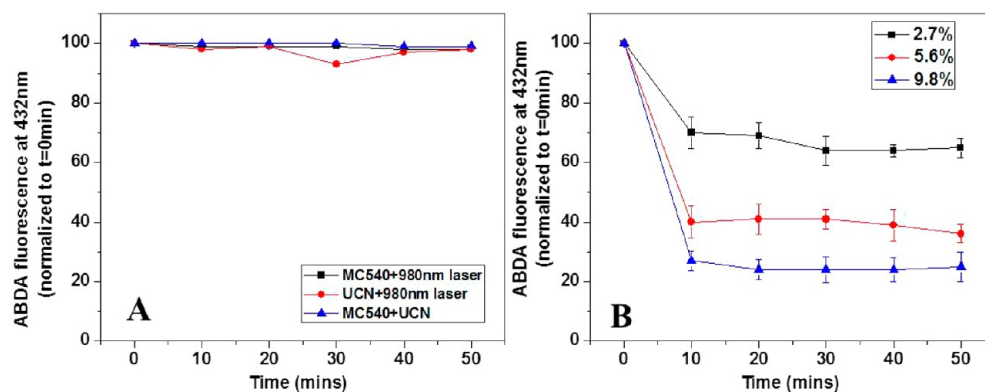 ABDA fluorescence at 432nm
(normalized to t=0min)
100
80
60
40
20
0
A
MC540+980nm laser
UCN+980nm laser
MC540+UCN
0 10 20 30 40 50
Time (mins)
ABDA fluorescence at 432nm
(normalized to t=0min)
100
80
60
40
20
0
2.7%
5.6%
9.8%
B
0 10 20 30 40 50
Time (mins)